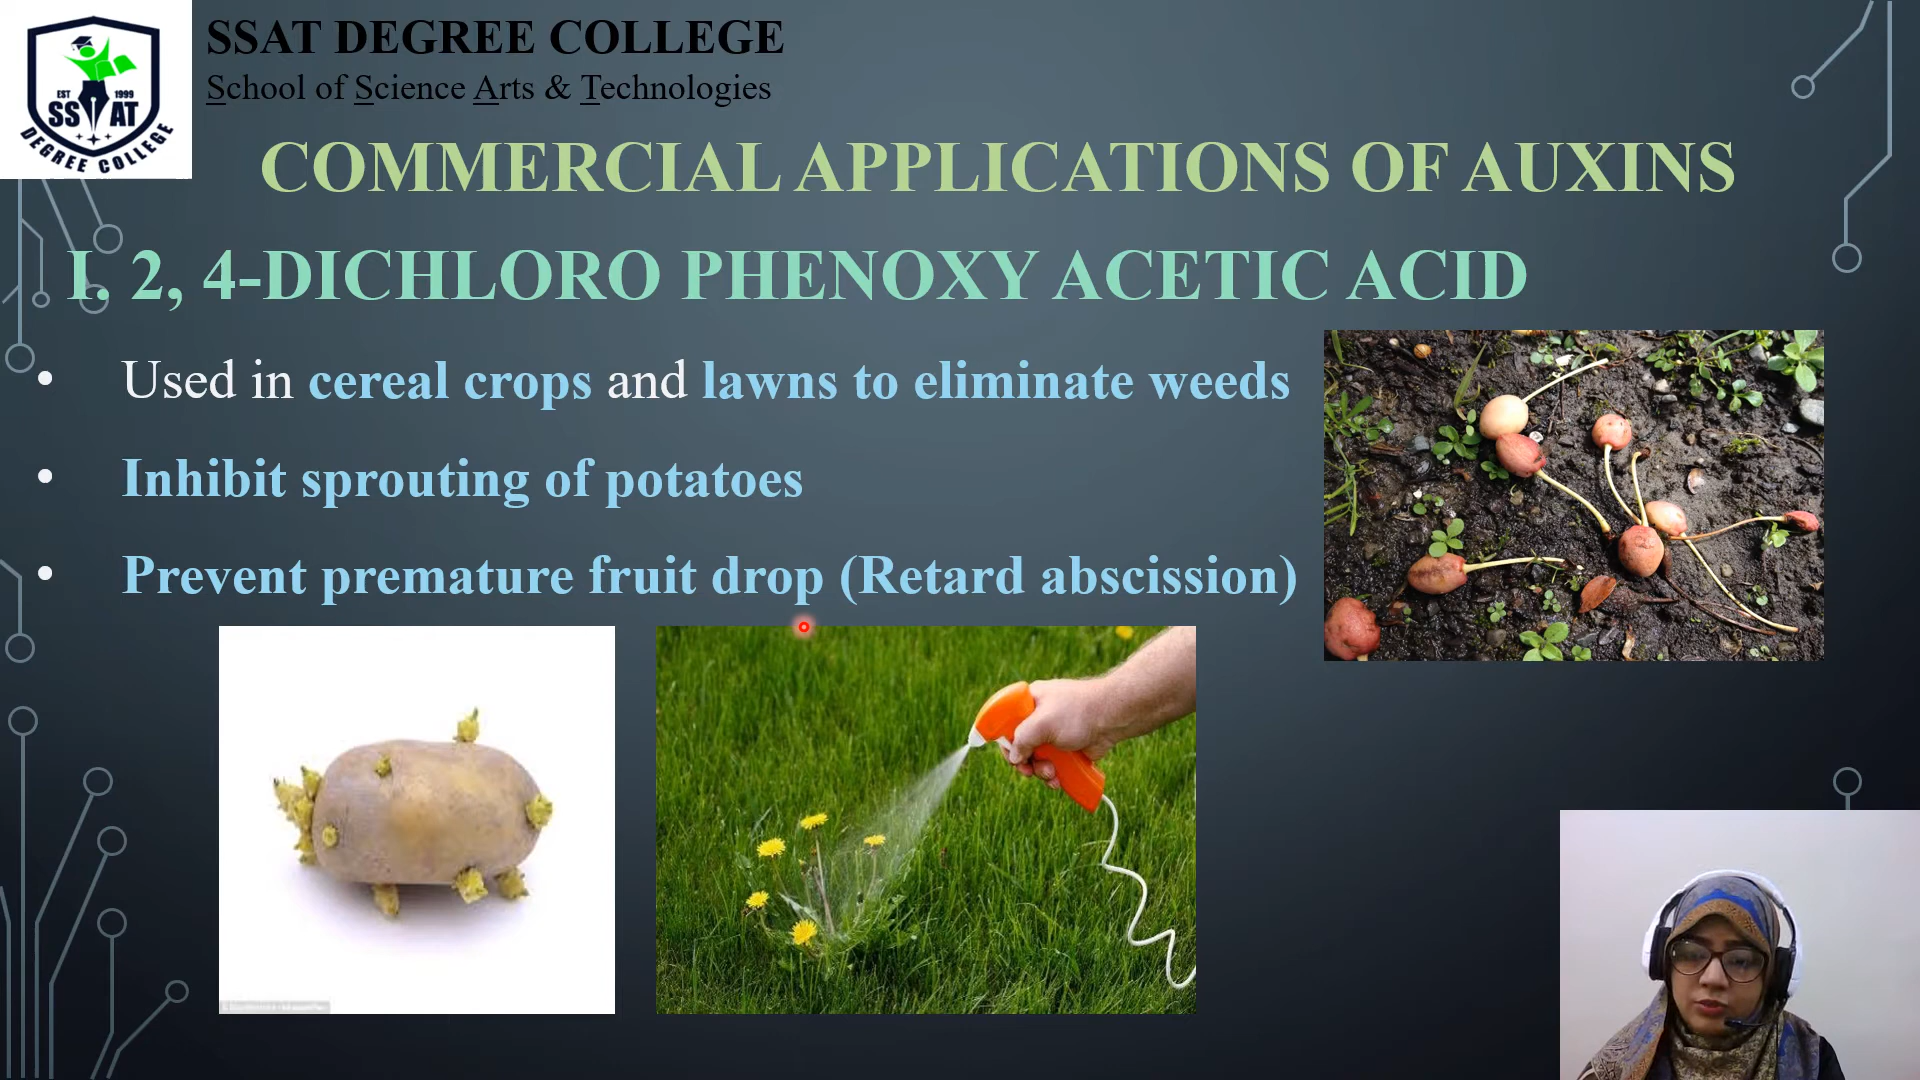 SSAT DEGREE COLLEGE
School of Science Arts & Technologies
EST 1999
SS AT
DEGREE COLLEGE
COMMERCIAL APPLICATIONS OF AUXINS
I. 2, 4-DICHLORO PHENOXY ACETIC ACID
• Used in cereal crops and lawns to eliminate weeds
• Inhibit sprouting of potatoes
• Prevent premature fruit drop (Retard abscission)